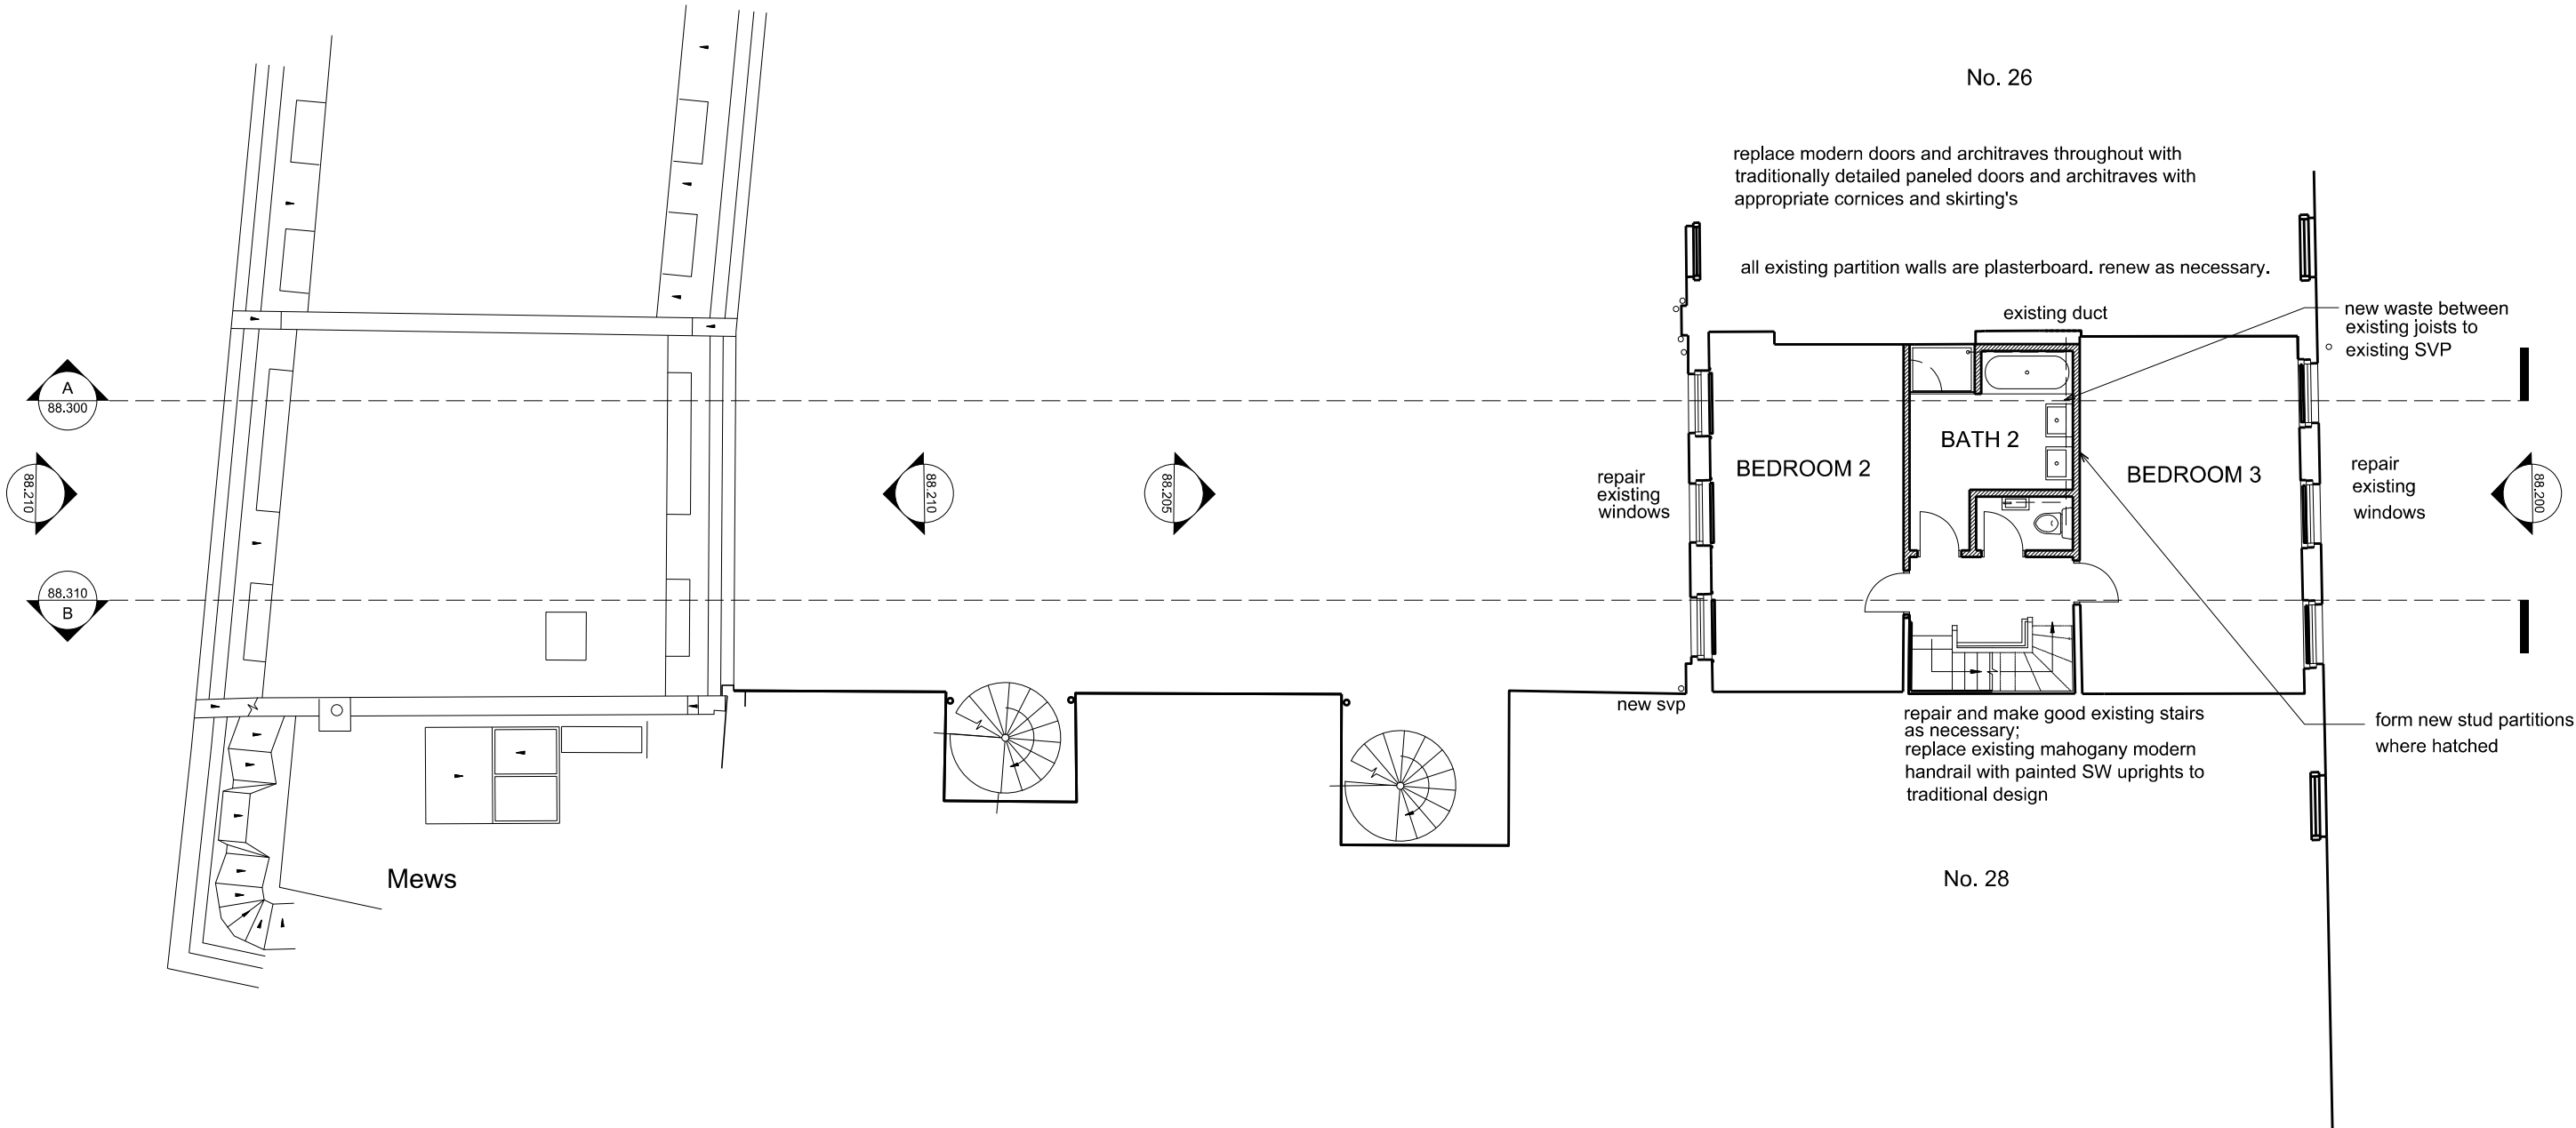 No. 26
replace modern doors and architraves throughout with
traditionally detailed paneled doors and architraves with
appropriate cornices and skirting's
all existing partition walls are plasterboard. renew as necessary.
existing duct
new waste between
existing joists to
existing SVP
A
88.300
88.210
88.310
B
88.210
88.205
repair
existing
windows
BEDROOM 2
BATH 2
BEDROOM 3
repair
existing
windows
88.200
new svp
repair and make good existing stairs
as necessary;
replace existing mahogany modern
handrail with painted SW uprights to
traditional design
form new stud partitions
where hatched
Mews
No. 28